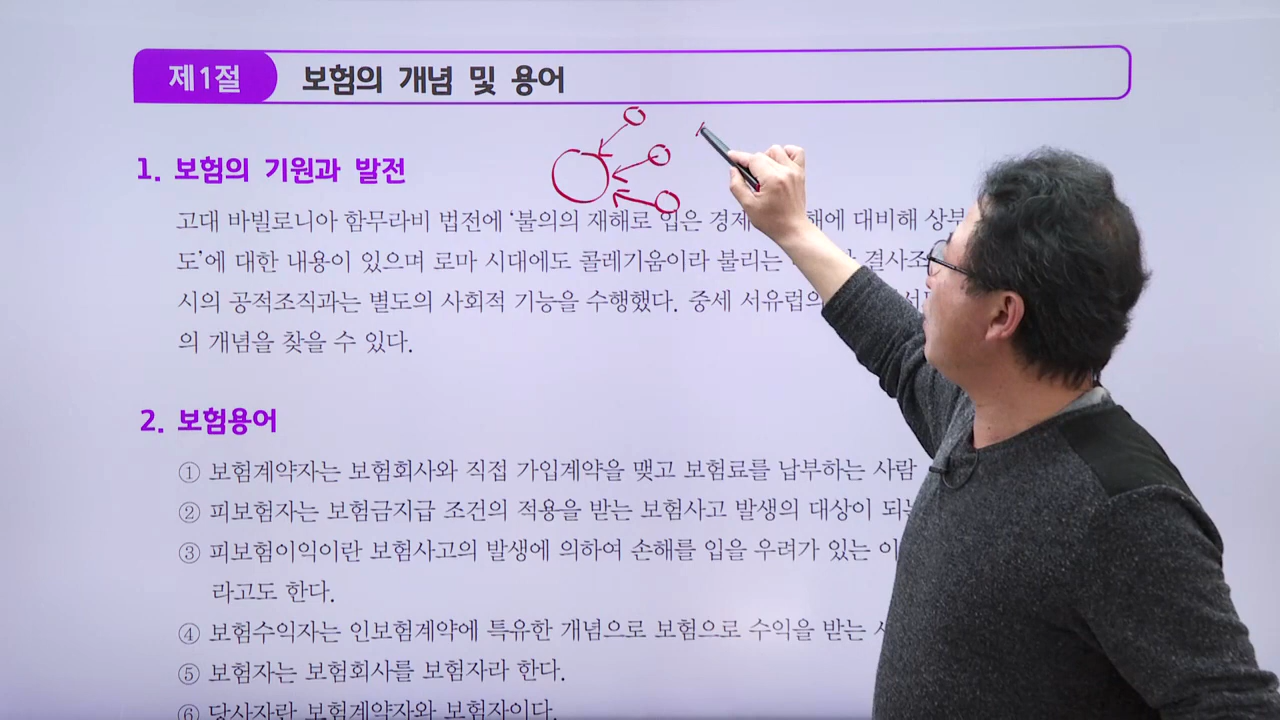 제1절 보험의 개념 및 용어
1. 보험의 기원과 발전
고대 바빌로니아 함무라비 법전에 ‘불의의 재해로 입은 경제 해에 대비해 상부
도’에 대한 내용이 있으며 로마 시대에도 콜레기움이라 불리는 결사조
시의 공적조직과는 별도의 사회적 기능을 수행했다. 중세 서유럽의
의 개념을 찾을 수 있다.
2. 보험용어
① 보험계약자는 보험회사와 직접 가입계약을 맺고 보험료를 납부하는 사람
② 피보험자는 보험금지급 조건의 적용을 받는 보험사고 발생의 대상이 되는
③ 피보험이익이란 보험사고의 발생에 의하여 손해를 입을 우려가 있는 이
라고도 한다.
④ 보험수익자는 인보험계약에 특유한 개념으로 보험으로 수익을 받는
⑤ 보험자는 보험회사를 보험자라 한다.
⑥ 당사자란 보험계약자와 보험자이다.